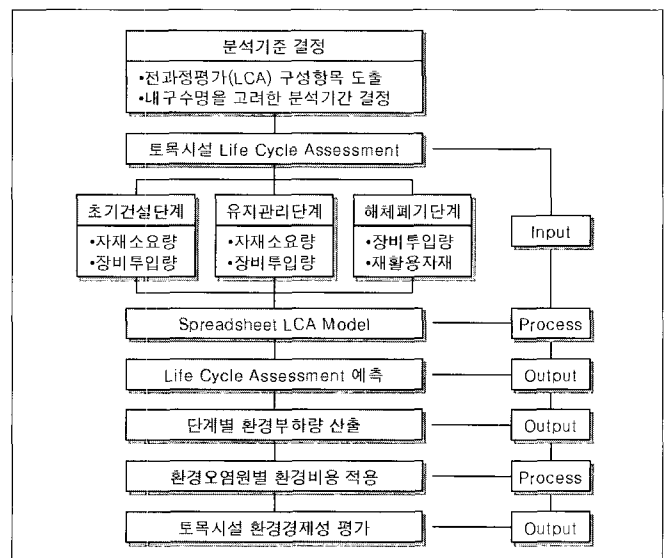 분석기준 결정
•전과정평가(LCA) 구성항목 도출
•내구수명을 고려한 분석기간 결정
토목시설 Life Cycle Assessment
초기건설단계
•자재소요량
•장비투입량
유지관리단계
•자재소요량
•장비투입량
해체폐기단계
•장비투입량
•재활용자재
Input
Spreadsheet LCA Model
Process
Life Cycle Assessment 예측
Output
단계별 환경부하량 산출
Output
환경오염원별 환경비용 적용
Process
토목시설 환경경제성 평가
Output